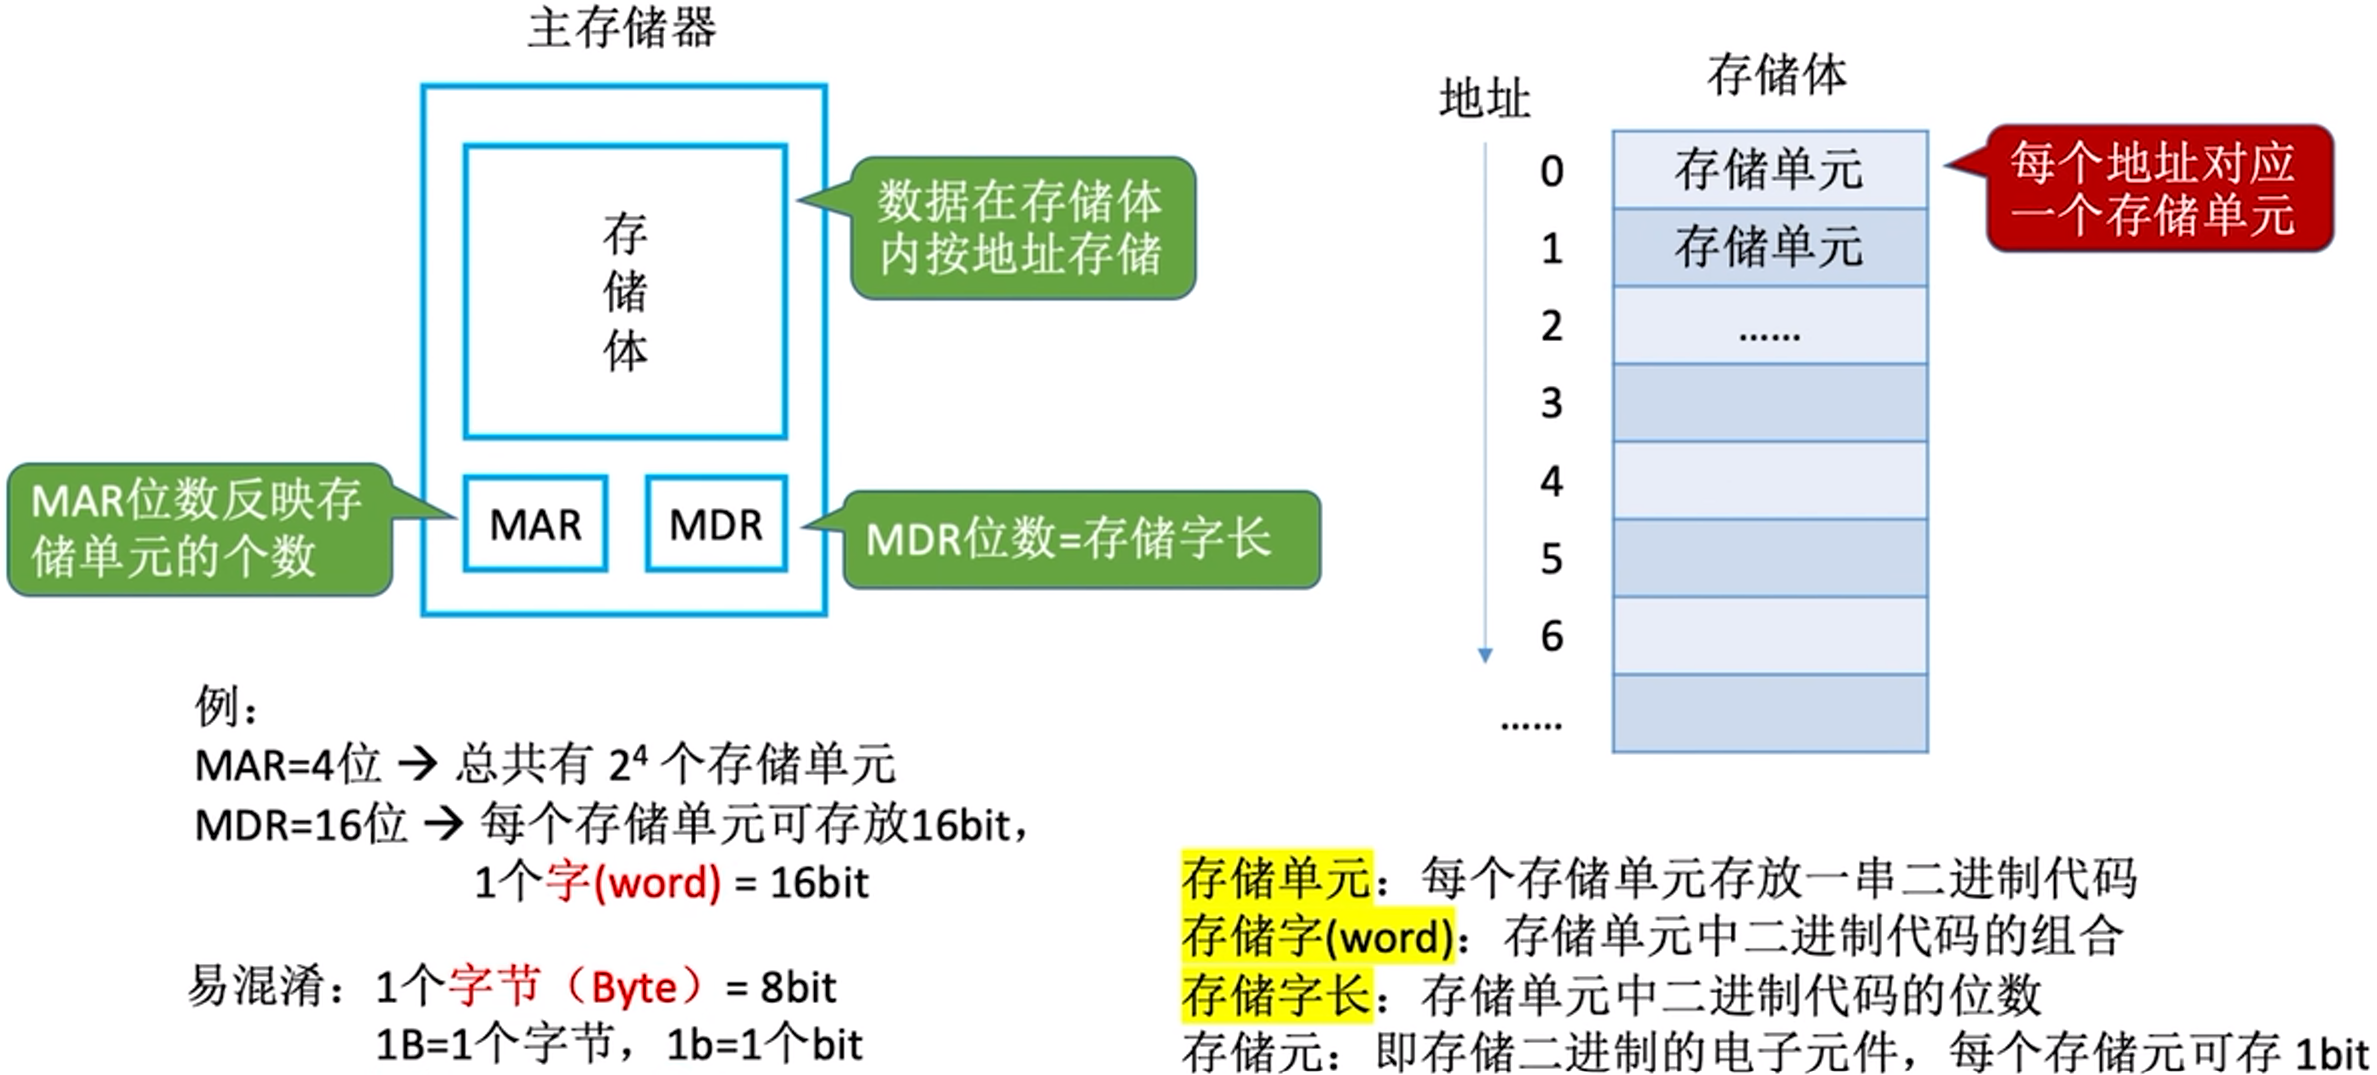 主存储器
存
储
体
数据在存储体
内按地址存储
MAR位数反映存
储单元的个数
MAR
MDR
MDR位数=存储字长
例：
MAR=4位 → 总共有 2⁴ 个存储单元
MDR=16位 → 每个存储单元可存放16bit，
1个字(word) = 16bit
易混淆：1个字节（Byte）= 8bit
1B=1个字节，1b=1个bit
地址
存储体
0
存储单元
1
存储单元
2
......
3
4
5
6
......
每个地址对应
一个存储单元
存储单元：每个存储单元存放一串二进制代码
存储字(word)：存储单元中二进制代码的组合
存储字长：存储单元中二进制代码的位数
存储元：即存储二进制的电子元件，每个存储元可存 1bit